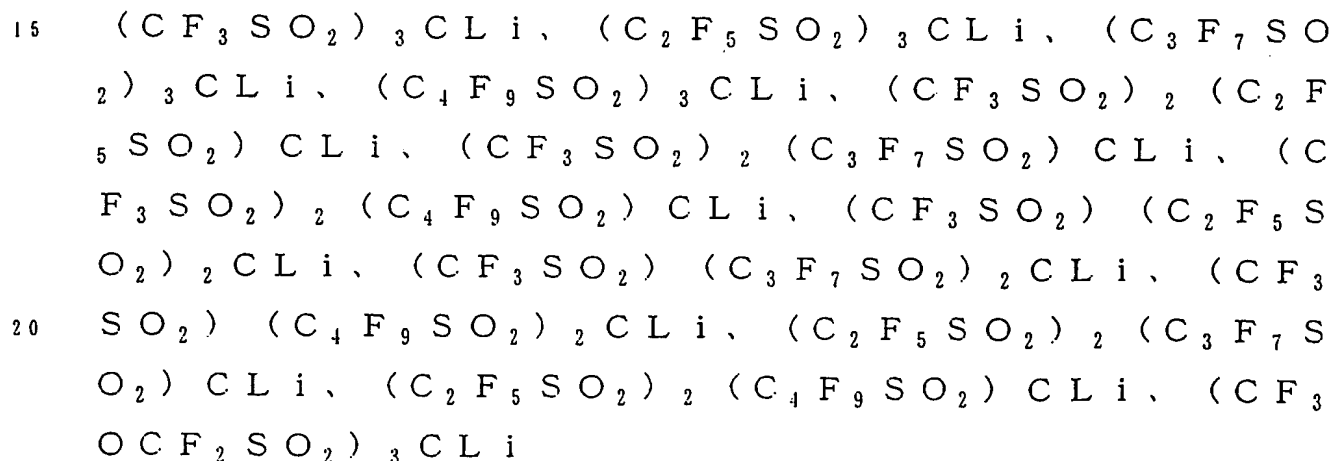 15 (CF₃SO₂)₃CLi、(C₂F₅SO₂)₃CLi、(C₃F₇SO
₂)₃CLi、(C₄F₉SO₂)₃CLi、(CF₃SO₂)₂(C₂F
₅SO₂)CLi、(CF₃SO₂)₂(C₃F₇SO₂)CLi、(C
F₃SO₂)₂(C₄F₉SO₂)CLi、(CF₃SO₂)(C₂F₅S
O₂)₂CLi、(CF₃SO₂)(C₃F₇SO₂)₂CLi、(CF₃
20 SO₂)(C₄F₉SO₂)₂CLi、(C₂F₅SO₂)₂(C₃F₇S
O₂)CLi、(C₂F₅SO₂)₂(C₄F₉SO₂)CLi、(CF₃
OCF₂SO₂)₃CLi